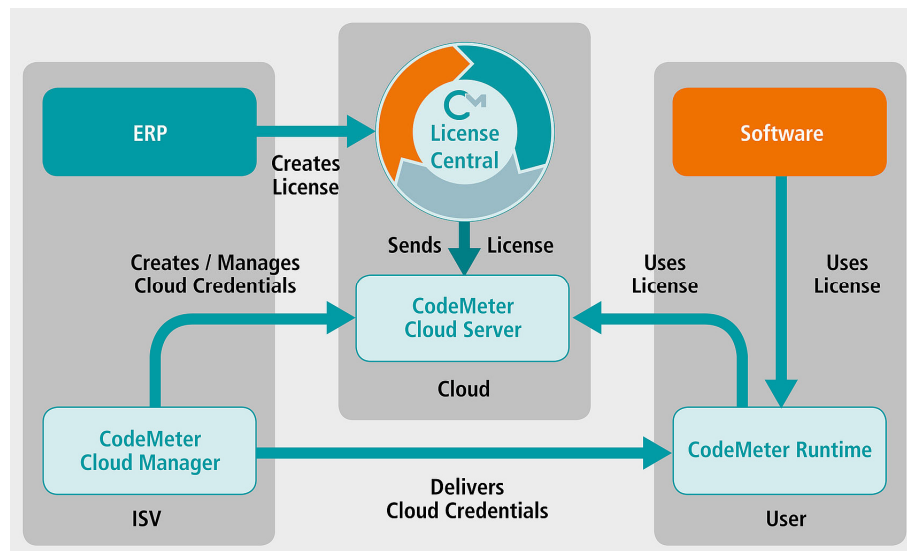 ERP
Creates
License
CM
License
Central
Software
Sends License
Creates / Manages
Cloud Credentials
Uses
License
Uses
License
CodeMeter
Cloud Server
Cloud
CodeMeter
Cloud Manager
CodeMeter Runtime
Delivers
Cloud Credentials
ISV
User